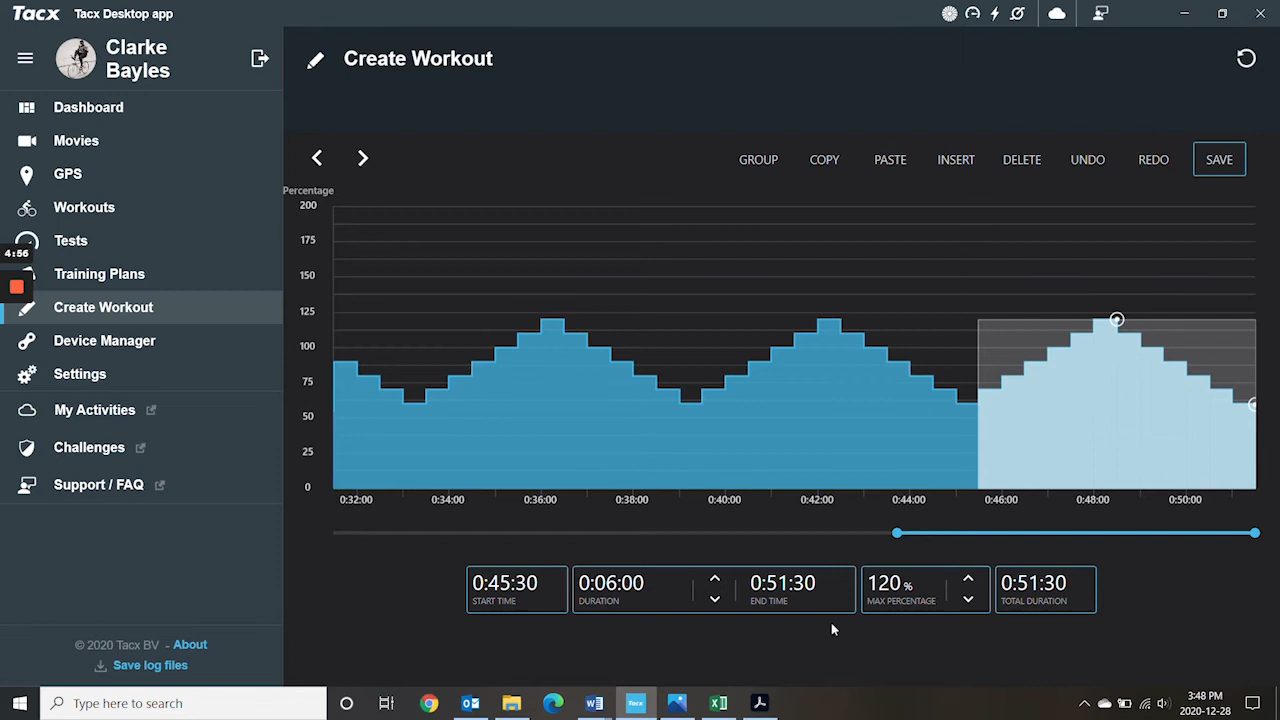 Tacx Tacx Desktop app
Clarke
Bayles
Create Workout
Dashboard
Movies
GPS
Workouts
Tests
4:56
Training Plans
Create Workout
Device Manager
Settings
My Activities
Challenges
Support / FAQ
GROUP COPY PASTE INSERT DELETE UNDO REDO SAVE
Percentage
200
175
150
125
100
75
50
25
0
0:32:00 0:34:00 0:36:00 0:38:00 0:40:00 0:42:00 0:44:00 0:46:00 0:48:00 0:50:00
0:45:30 0:06:00 0:51:30 120 % 0:51:30
START TIME DURATION END TIME MAX PERCENTAGE TOTAL DURATION
© 2020 Tacx BV - About
Save log files
Type here to search
Tacx
3:48 PM
2020-12-28